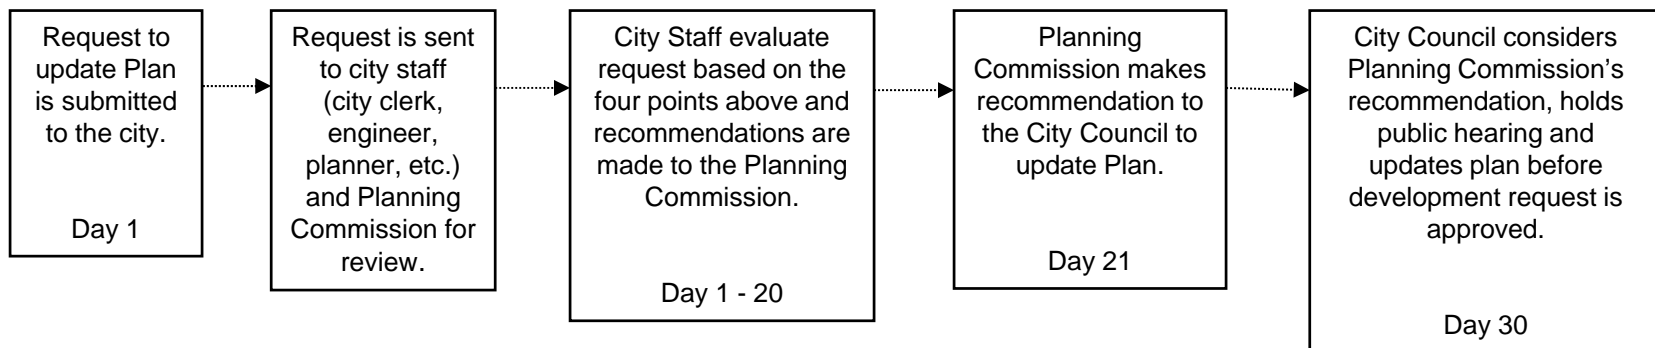 Request to
update Plan
is submitted
to the city.
Day 1
Request is sent
to city staff
(city clerk,
engineer,
planner, etc.)
and Planning
Commission for
review.
City Staff evaluate
request based on the
four points above and
recommendations are
made to the Planning
Commission.
Day 1 - 20
Planning
Commission makes
recommendation to
the City Council to
update Plan.
Day 21
City Council considers
Planning Commission’s
recommendation, holds
public hearing and
updates plan before
development request is
approved.
Day 30